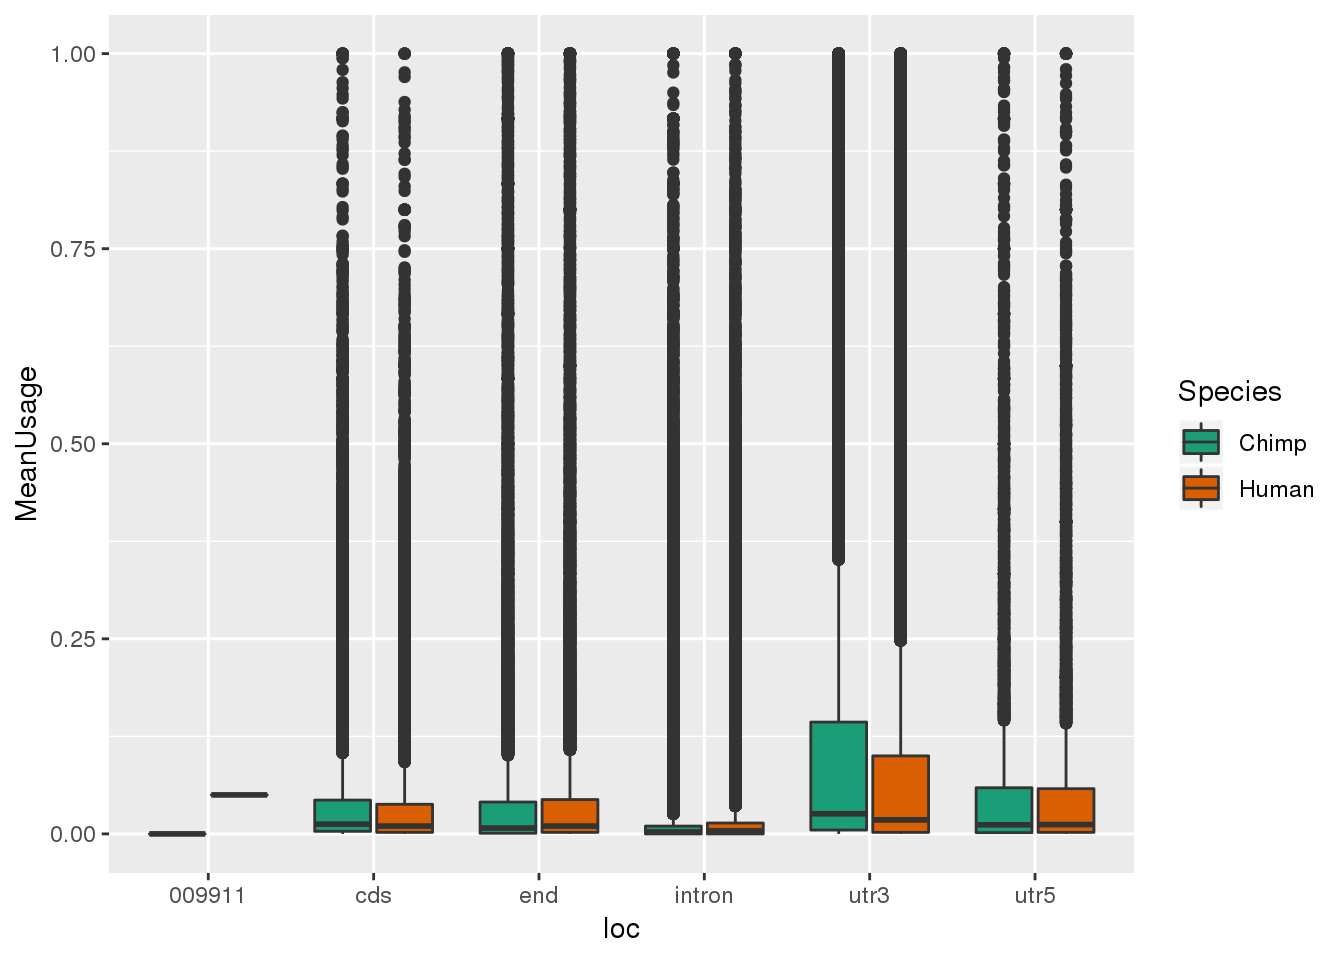 1.00
0.75
0.50
0.25
0.00
MeanUsage
009911 cds end intron utr3 utr5
loc
Species
Chimp
Human